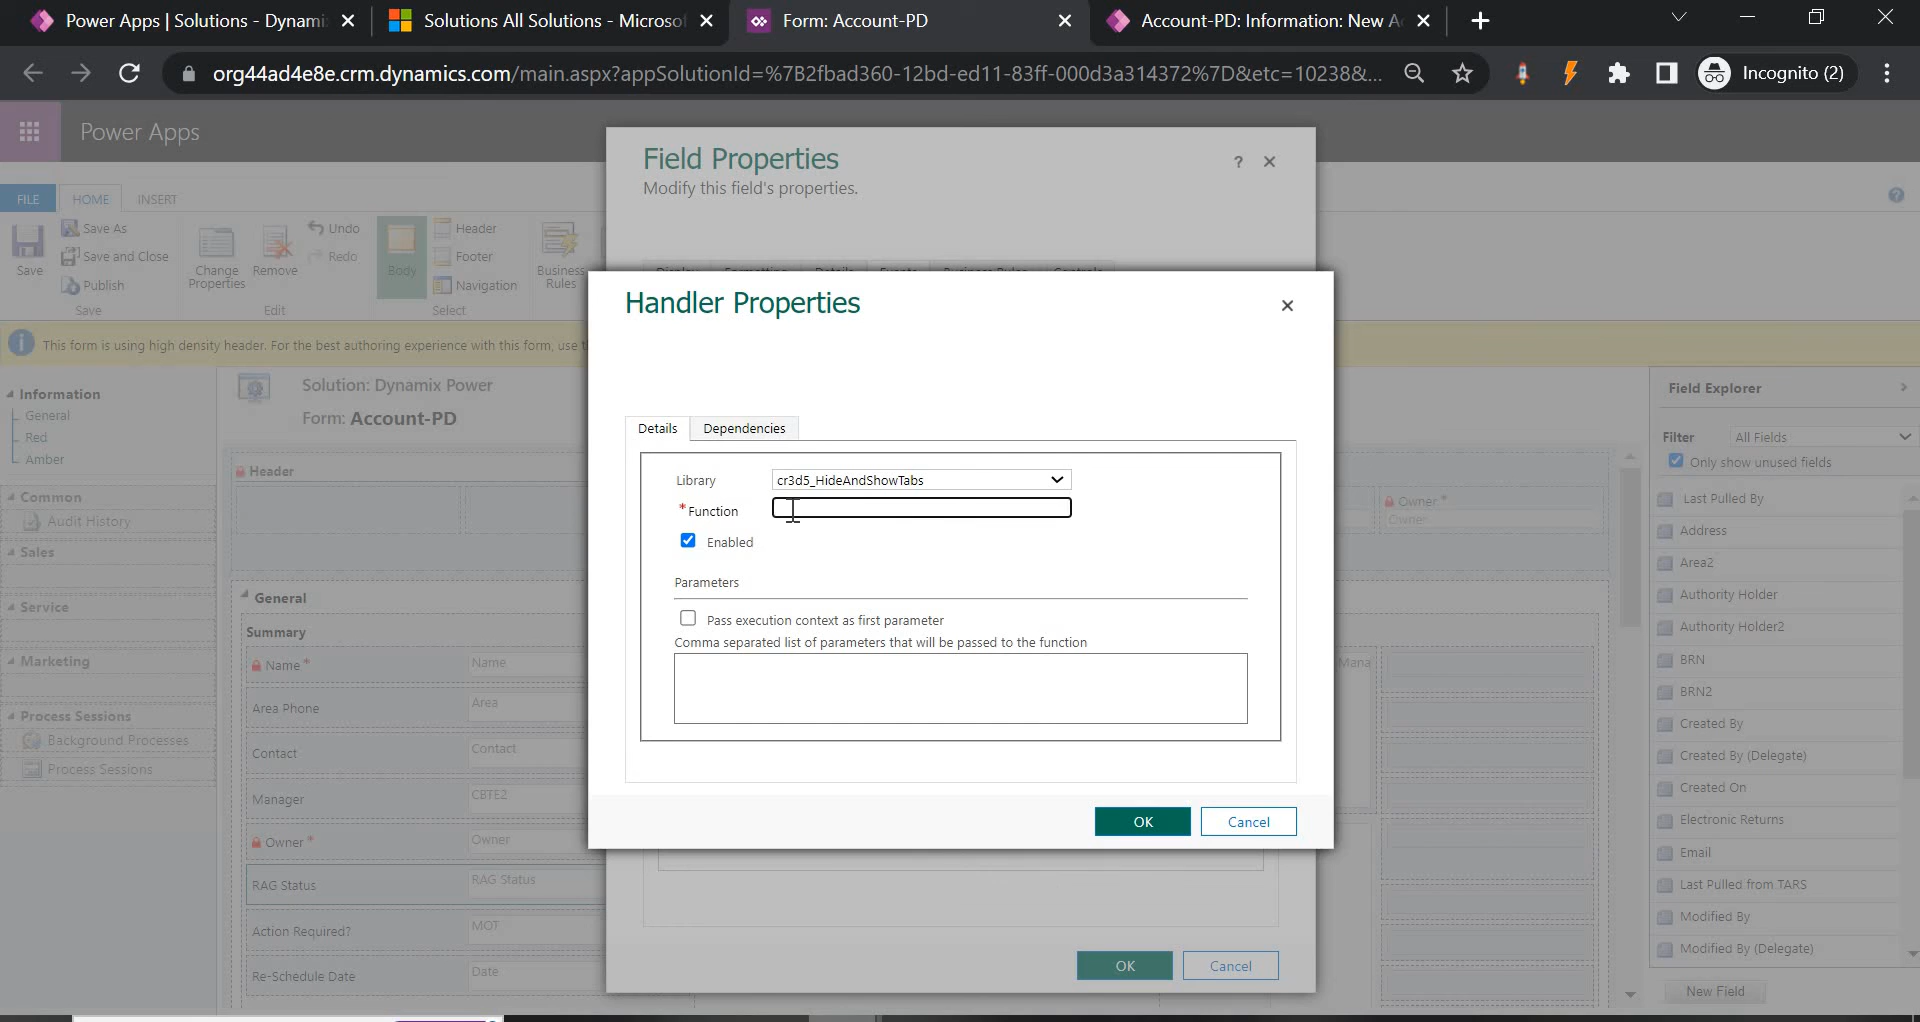 Power Apps | Solutions - Dynami
Solutions All Solutions - Microsof
Form: Account-PD
Account-PD: Information: New A
org44ad4e8e.crm.dynamics.com/main.aspx?appSolutionId=%7B2fbad360-12bd-ed11-83ff-000d3a314372%7D&etc=10238&...
Incognito (2)
Power Apps
FILE
HOME
INSERT
Save
Save As
Save and Close
Publish
Save
Change Properties
Remove
Undo
Redo
Edit
Body
Header
Footer
Navigation
Select
Business Rules
This form is using high density header. For the best authoring experience with this form, use t
Information
General
Red
Amber
Common
Audit History
Sales
Service
Marketing
Process Sessions
Background Processes
Process Sessions
Solution: Dynamix Power
Form: Account-PD
Header
Owner *
Owner
General
Summary
Name *
Name
Area Phone
Area
Contact
Contact
Manager
CBTE2
Owner *
Owner
RAG Status
RAG Status
Action Required?
MOT
Re-Schedule Date
Date
Mana
Field Properties
Modify this field's properties.
?
Display
Formatting
Details
Events
Business Rules
Controls
Handler Properties
Details
Dependencies
Library
cr3d5_HideAndShowTabs
* Function
Enabled
Parameters
Pass execution context as first parameter
Comma separated list of parameters that will be passed to the function
OK
Cancel
OK
Cancel
Field Explorer
Filter
All Fields
Only show unused fields
Last Pulled By
Address
Area2
Authority Holder
Authority Holder2
BRN
BRN2
Created By
Created By (Delegate)
Created On
Electronic Returns
Email
Last Pulled from TARS
Modified By
Modified By (Delegate)
New Field